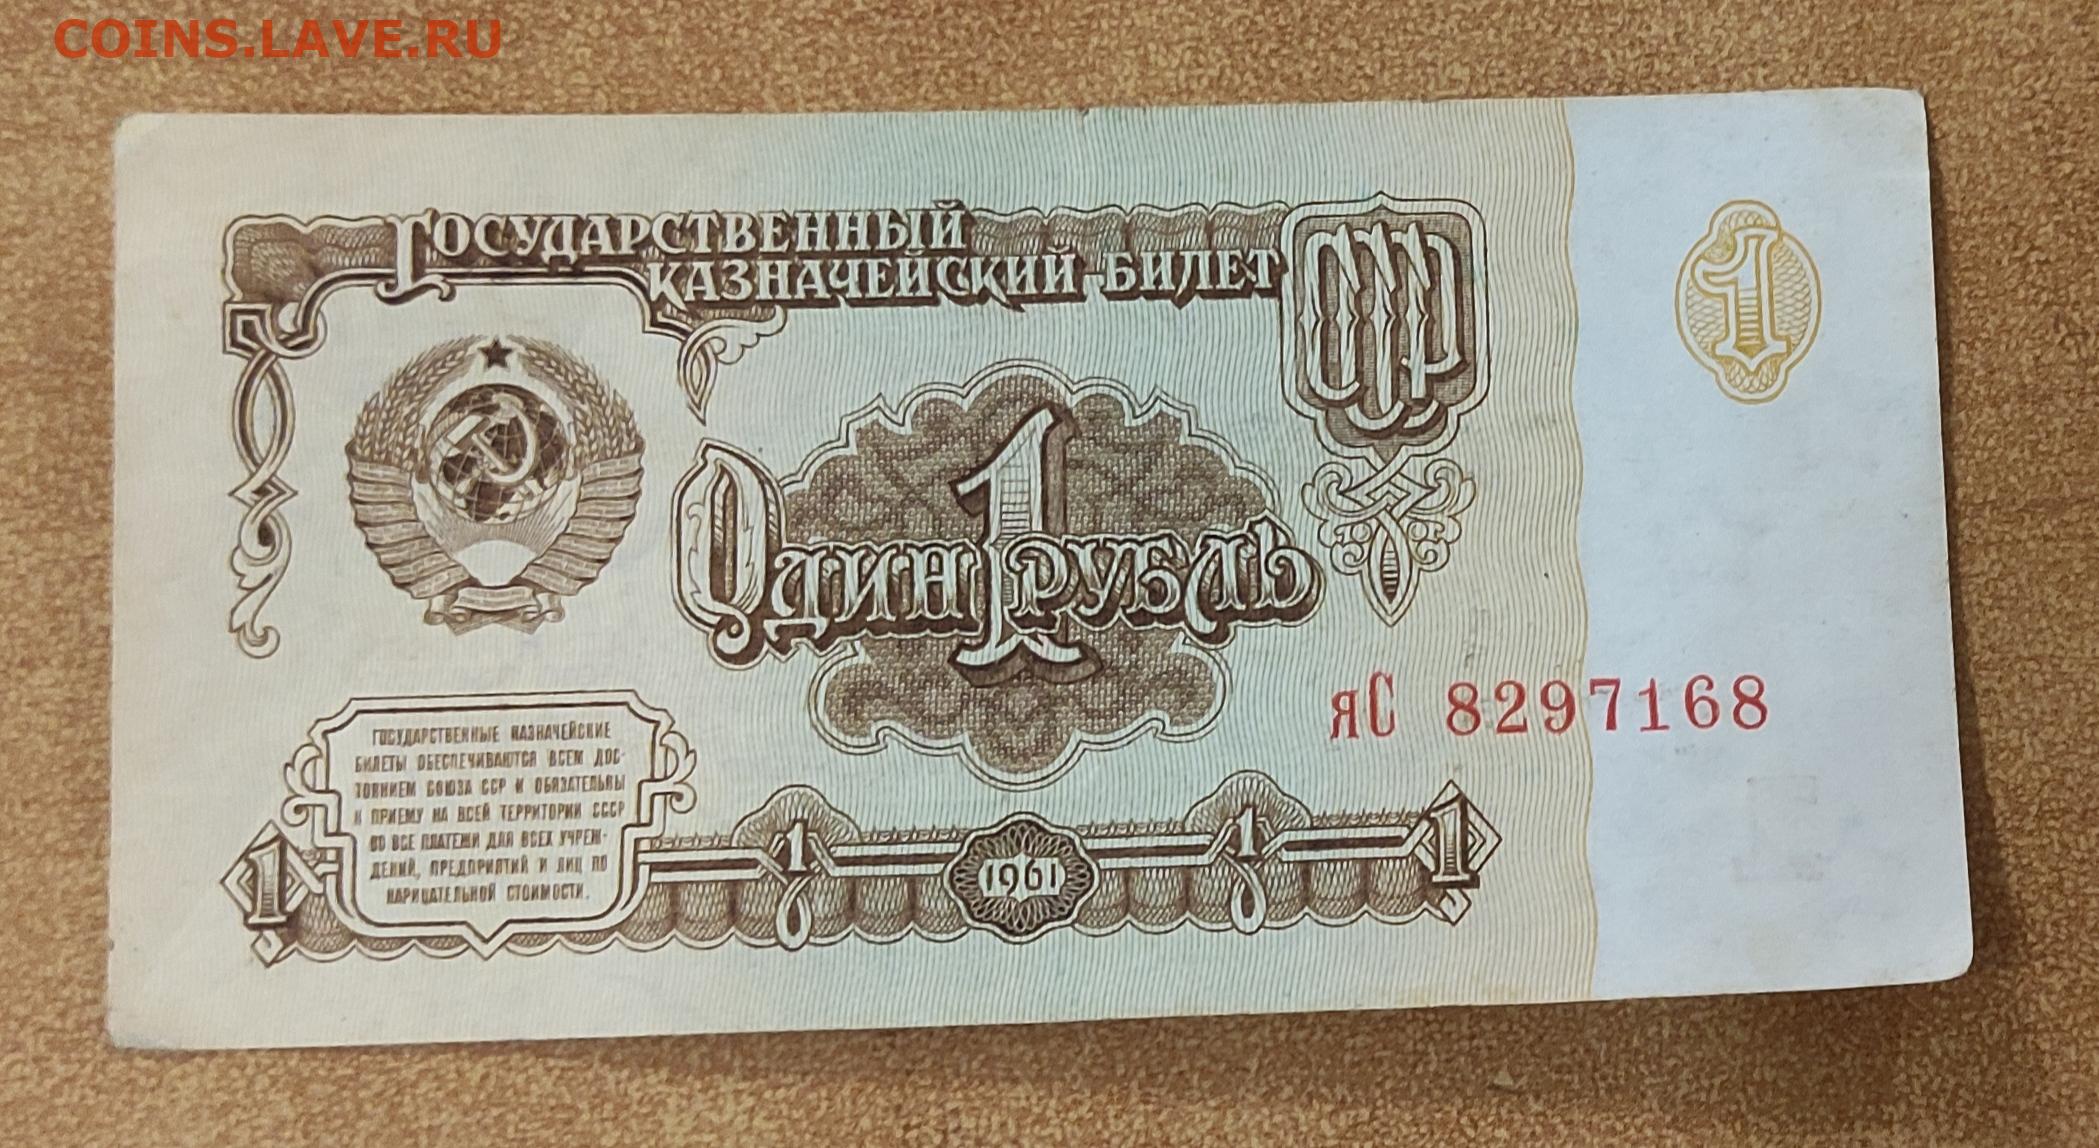 COINS.LAVE.RU
ГОСУДАРСТВЕННЫЙ
КАЗНАЧЕЙСКИЙ БИЛЕТ
СССР
1
1
Один рубль
яС 8297168
ГОСУДАРСТВЕННЫЕ КАЗНАЧЕЙСКИЕ
БИЛЕТЫ ОБЕСПЕЧИВАЮТСЯ ВСЕМ ДОС-
ТОЯНИЕМ СОЮЗА ССР И ОБЯЗАТЕЛЬНЫ
К ПРИЕМУ НА ВСЕЙ ТЕРРИТОРИИ СССР
ВО ВСЕ ПЛАТЕЖИ ДЛЯ ВСЕХ УЧРЕЖ-
ДЕНИЙ, ПРЕДПРИЯТИЙ И ЛИЦ ПО
НАРИЦАТЕЛЬНОЙ СТОИМОСТИ.
1 1 1961 1 1